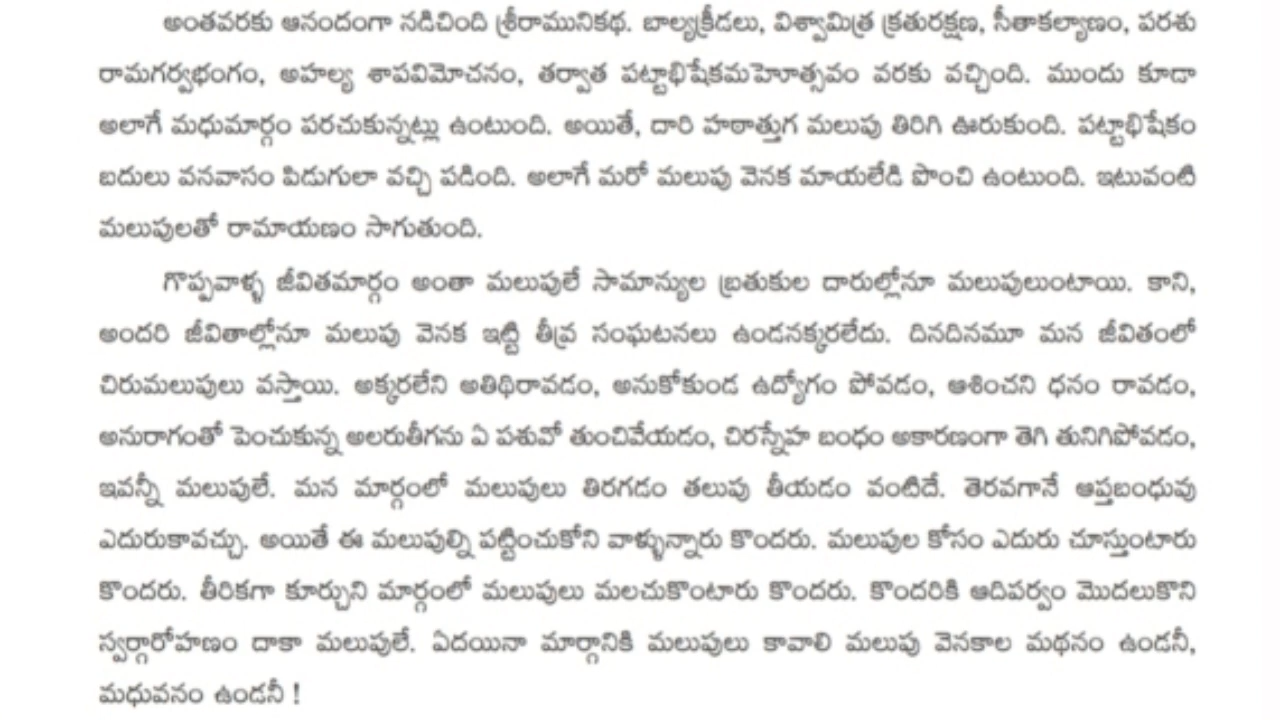 అంతవరకు ఆనందంగా నడిచింది శ్రీరామునికథ. బాల్యక్రీడలు, విశ్వామిత్ర క్రతురక్షణ, సీతాకల్యాణం, పరశు
రామగర్వభంగం, అహల్య శాపవిమోచనం, తర్వాత పట్టాభిషేకమహెూత్సవం వరకు వచ్చింది. ముందు కూడా
అలాగే మధుమార్గం పరచుకున్నట్లు ఉంటుంది. అయితే, దారి హఠాత్తుగ మలుపు తిరిగి ఊరుకుంది. పట్టాభిషేకం
బదులు వనవాసం పిడుగులా వచ్చి పడింది. అలాగే మరో మలుపు వెనక మాయలేడి పొంచి ఉంటుంది. ఇటువంటి
మలుపులతో రామాయణం సాగుతుంది.
గొప్పవాళ్ళ జీవితమార్గం అంతా మలుపులే సామాన్యుల బ్రతుకుల దారుల్లోనూ మలుపులుంటాయి. కాని,
అందరి జీవితాల్లోనూ మలుపు వెనక ఇట్టి తీవ్ర సంఘటనలు ఉండనక్కరలేదు. దినదినమూ మన జీవితంలో
చిరుమలుపులు వస్తాయి. అక్కరలేని అతిథిరావడం, అనుకోకుండ ఉద్యోగం పోవడం, ఆశించని ధనం రావడం,
అనురాగంతో పెంచుకున్న అలరుతీగను ఏ పశువో తుంచివేయడం, చిరస్నేహ బంధం అకారణంగా తెగి తునిగిపోవడం,
ఇవన్నీ మలుపులే. మన మార్గంలో మలుపులు తిరగడం తలుపు తీయడం వంటిదే. తెరవగానే ఆప్తబంధువు
ఎదురుకావచ్చు. అయితే ఈ మలుపుల్ని పట్టించుకోని వాళ్ళున్నారు కొందరు. మలుపుల కోసం ఎదురు చూస్తుంటారు
కొందరు. తీరికగా కూర్చుని మార్గంలో మలుపులు మలచుకొంటారు కొందరు. కొందరికి ఆదిపర్వం మొదలుకొని
స్వర్గారోహణం దాకా మలుపులే. ఏదయినా మార్గానికి మలుపులు కావాలి మలుపు వెనకాల మథనం ఉండనీ,
మధువనం ఉండనీ !